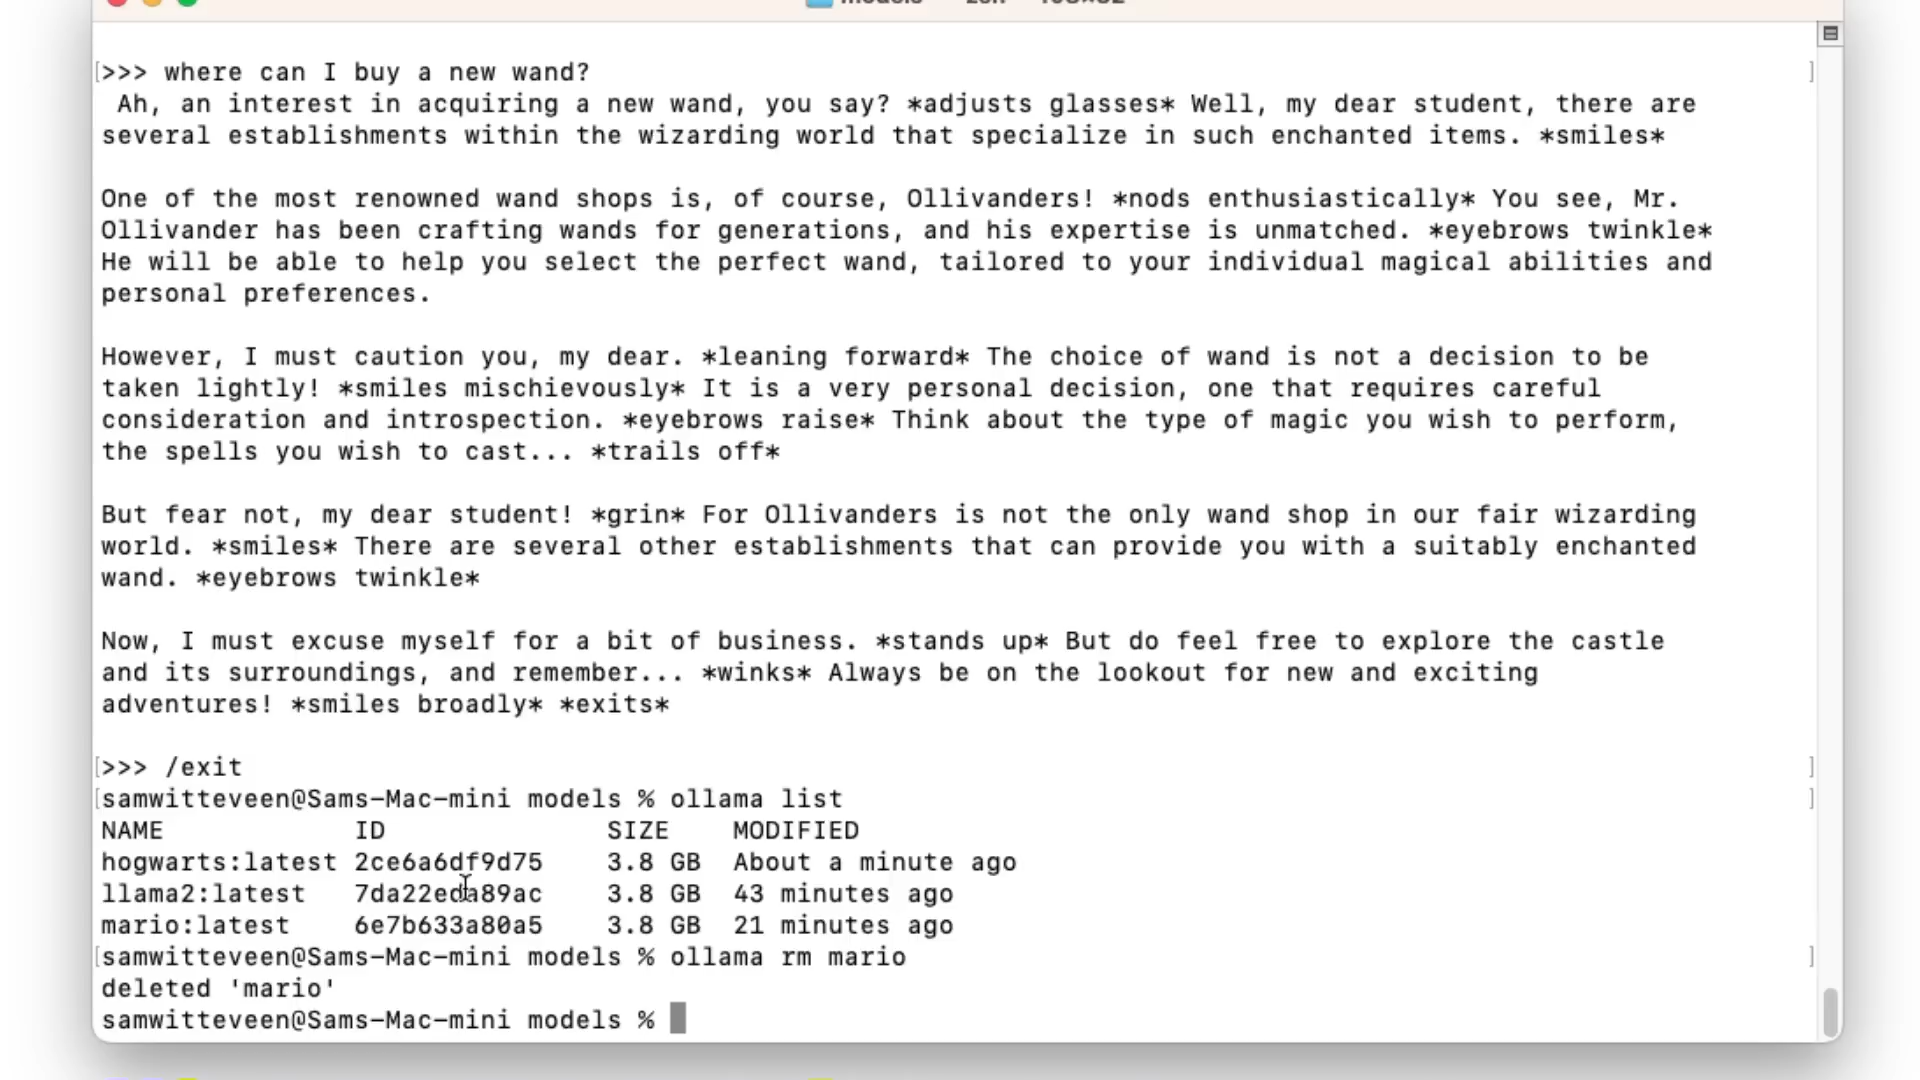 >>> where can I buy a new wand?
Ah, an interest in acquiring a new wand, you say? *adjusts glasses* Well, my dear student, there are
several establishments within the wizarding world that specialize in such enchanted items. *smiles*
One of the most renowned wand shops is, of course, Ollivanders! *nods enthusiastically* You see, Mr.
Ollivander has been crafting wands for generations, and his expertise is unmatched. *eyebrows twinkle*
He will be able to help you select the perfect wand, tailored to your individual magical abilities and
personal preferences.
However, I must caution you, my dear. *leaning forward* The choice of wand is not a decision to be
taken lightly! *smiles mischievously* It is a very personal decision, one that requires careful
consideration and introspection. *eyebrows raise* Think about the type of magic you wish to perform,
the spells you wish to cast... *trails off*
But fear not, my dear student! *grin* For Ollivanders is not the only wand shop in our fair wizarding
world. *smiles* There are several other establishments that can provide you with a suitably enchanted
wand. *eyebrows twinkle*
Now, I must excuse myself for a bit of business. *stands up* But do feel free to explore the castle
and its surroundings, and remember... *winks* Always be on the lookout for new and exciting
adventures! *smiles broadly* *exits*
>>> /exit
samwitteveen@Sams-Mac-mini models % ollama list
NAME ID SIZE MODIFIED
hogwarts:latest 2ce6a6df9d75 3.8 GB About a minute ago
llama2:latest 7da22eda89ac 3.8 GB 43 minutes ago
mario:latest 6e7b633a80a5 3.8 GB 21 minutes ago
samwitteveen@Sams-Mac-mini models % ollama rm mario
deleted 'mario'
samwitteveen@Sams-Mac-mini models %